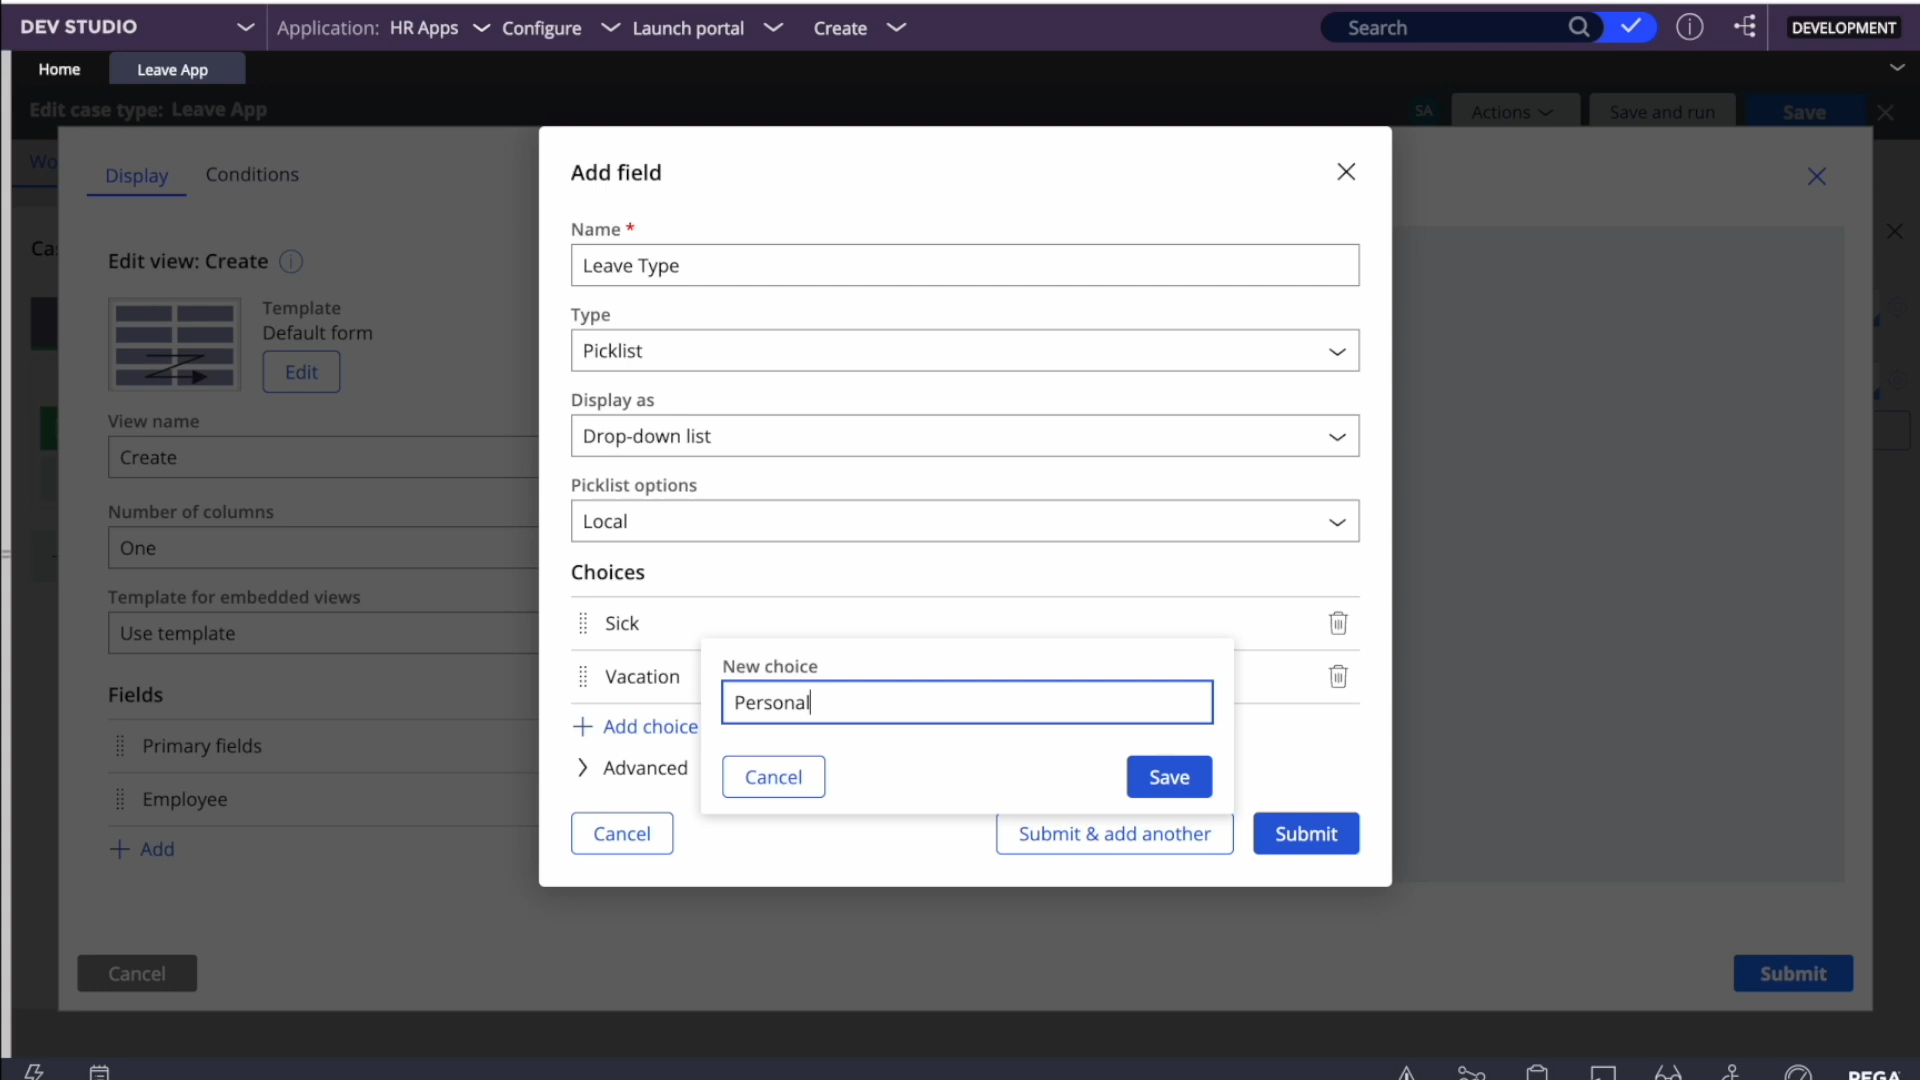 DEV STUDIO
Application: HR Apps
Configure
Launch portal
Create
Search
DEVELOPMENT
Home
Leave App
Edit case type: Leave App
SA
Actions
Save and run
Save
Display
Conditions
Edit view: Create
Template
Default form
Edit
View name
Create
Number of columns
One
Template for embedded views
Use template
Fields
Primary fields
Employee
Add
Cancel
Submit
Add field
Name *
Leave Type
Type
Picklist
Display as
Drop-down list
Picklist options
Local
Choices
Sick
Vacation
Add choice
Advanced
New choice
Personal
Cancel
Save
Cancel
Submit & add another
Submit
PEGA